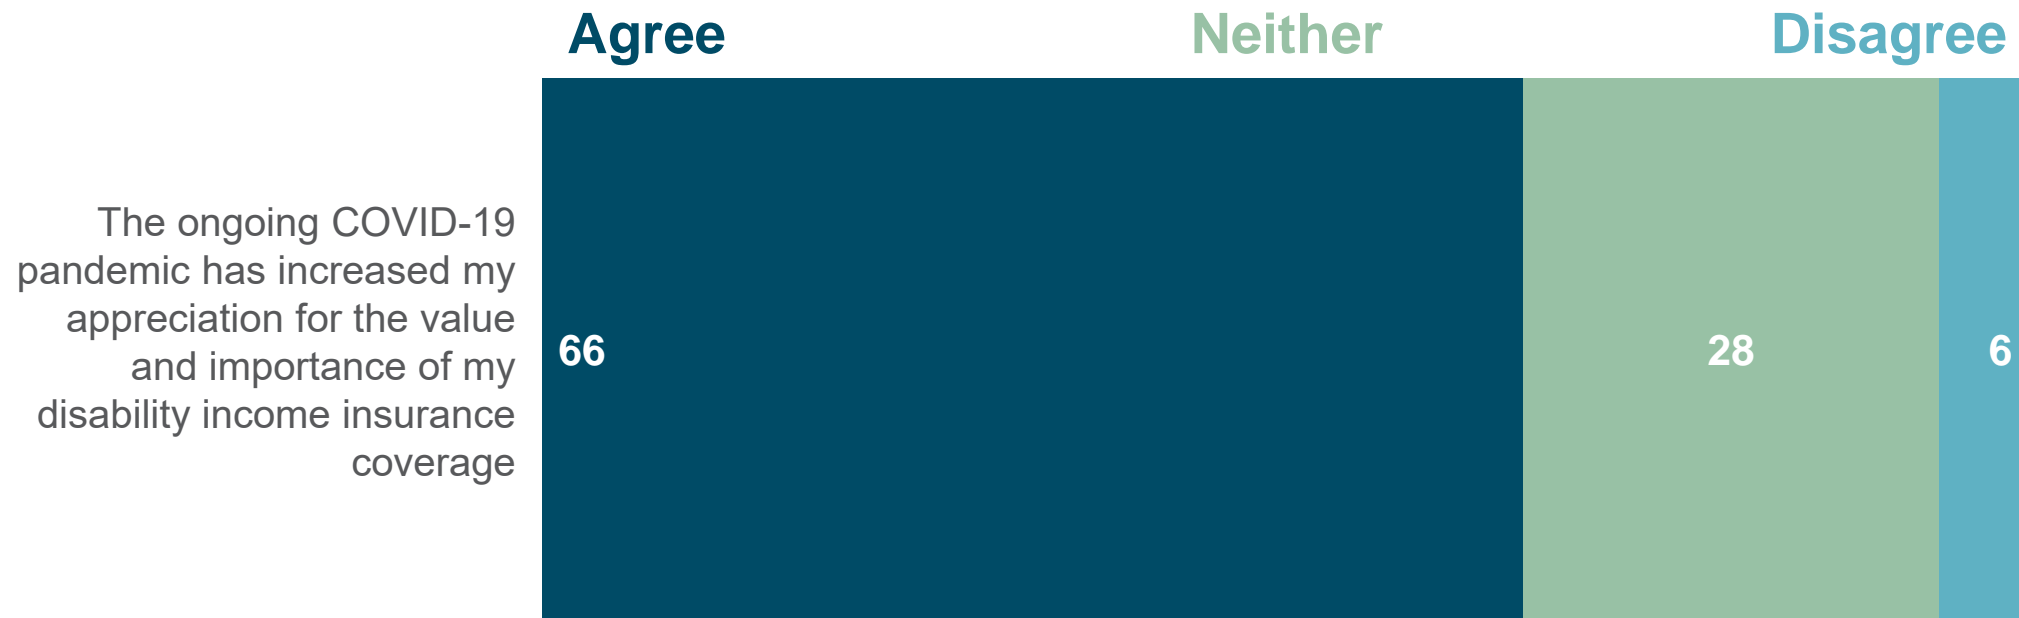 Agree Neither Disagree
The ongoing COVID-19
pandemic has increased my
appreciation for the value
and importance of my
disability income insurance
coverage
66 28 6